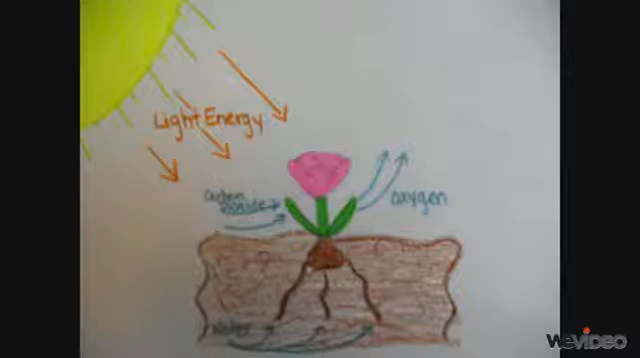 Light Energy
Carbon
dioxide
oxygen
Water
WEVIDEO